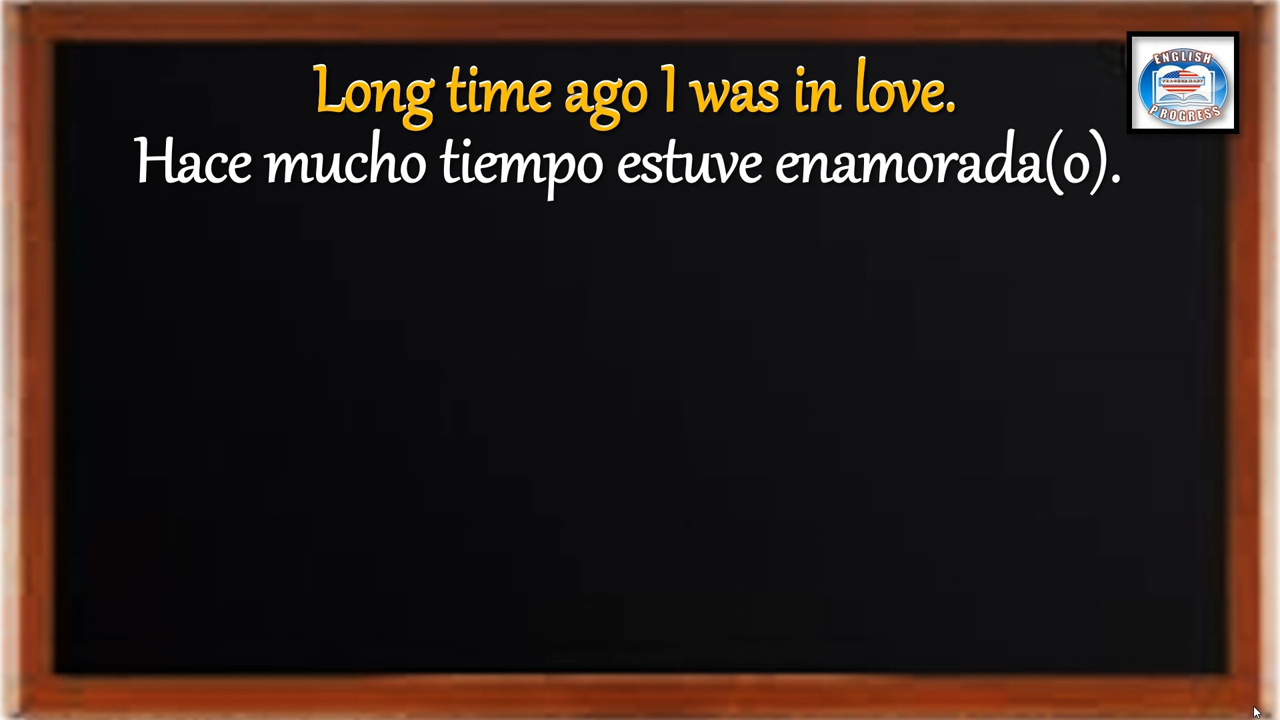 Long time ago I was in love.
Hace mucho tiempo estuve enamorada(o).
ENGLISH
PROGRESS